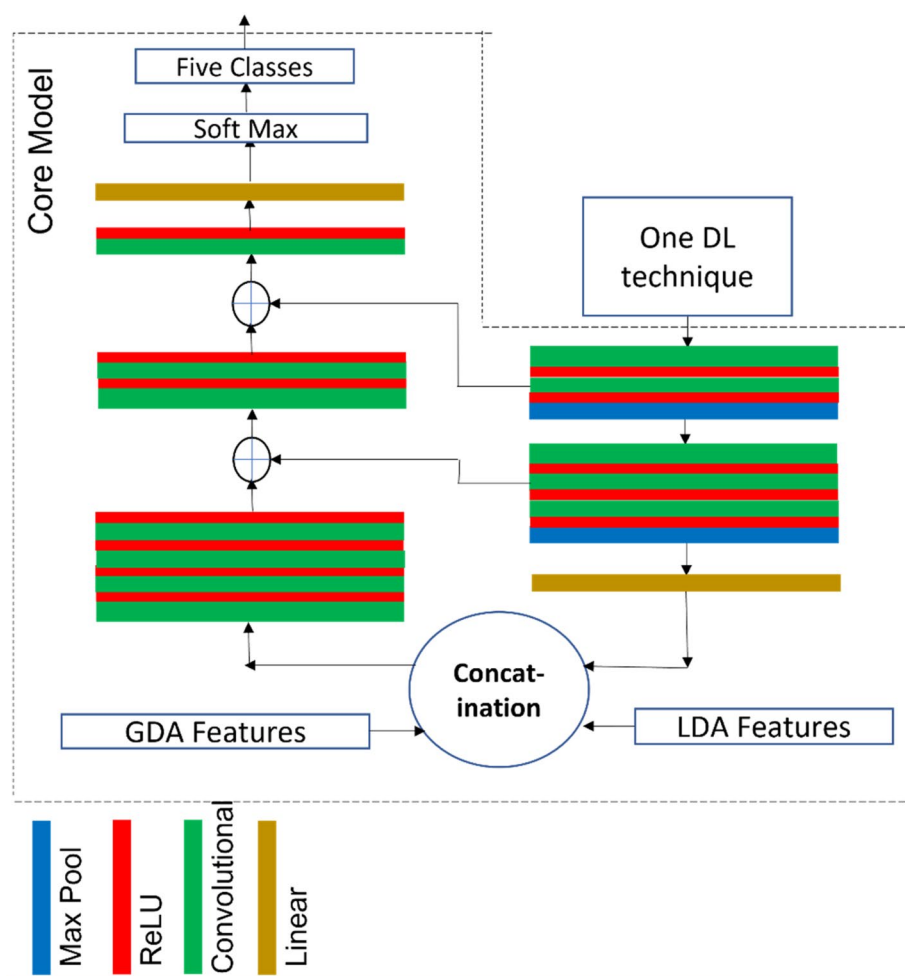 Core Model
Five Classes
Soft Max
One DL
technique
Concat-
ination
GDA Features
LDA Features
Max Pool
ReLU
Convolutional
Linear